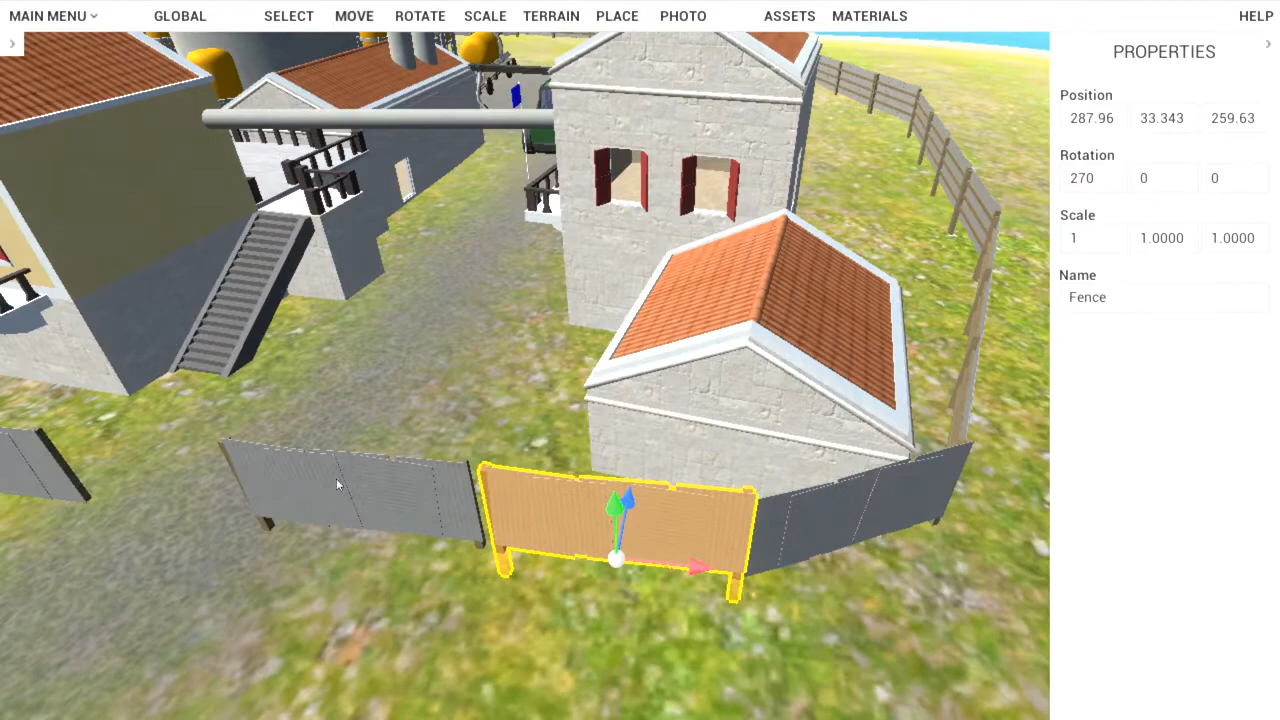 MAIN MENU GLOBAL SELECT MOVE ROTATE SCALE TERRAIN PLACE PHOTO ASSETS MATERIALS HELP
PROPERTIES
Position
287.96 33.343 259.63
Rotation
270 0 0
Scale
1 1.0000 1.0000
Name
Fence